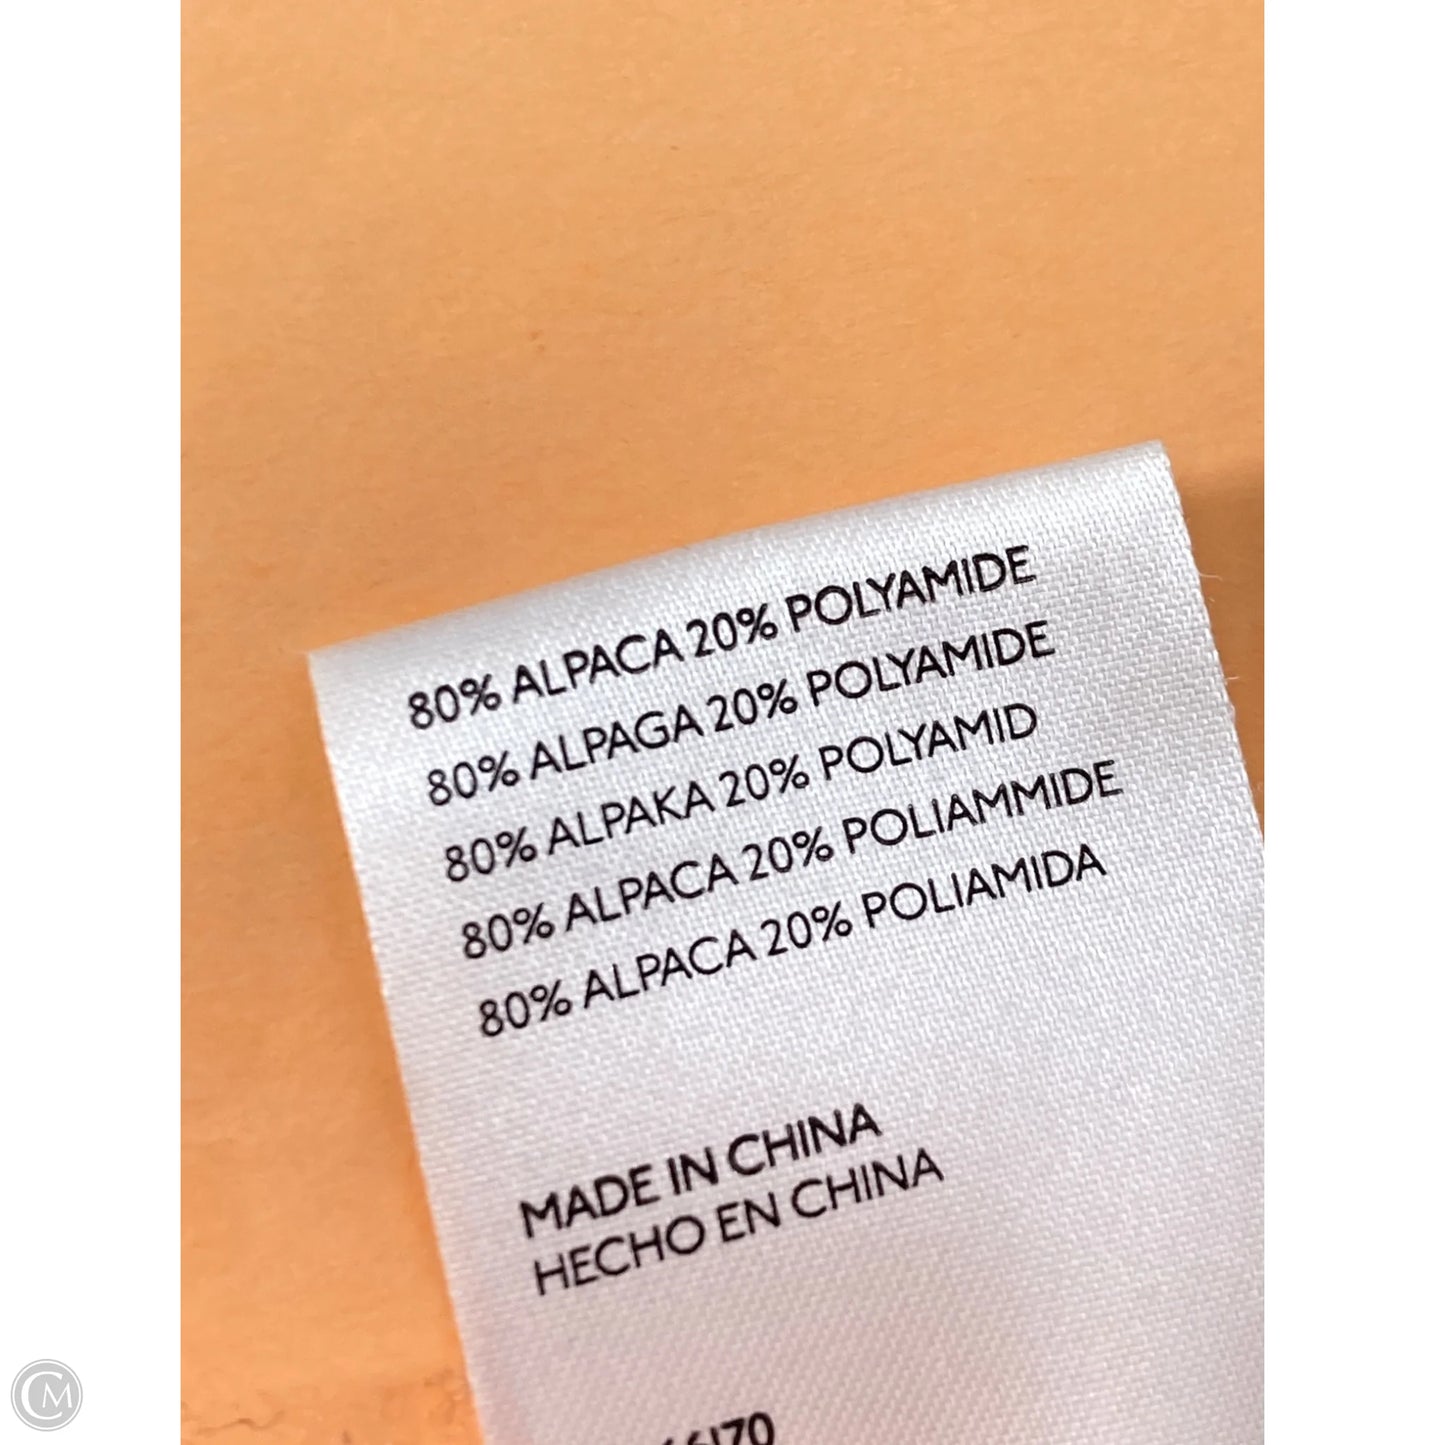 80% ALPACA 20% POLYAMIDE
80% ALPAGA 20% POLYAMIDE
80% ALPAKA 20% POLYAMID
80% ALPACA 20% POLIAMMIDE
80% ALPACA 20% POLIAMIDA
MADE IN CHINA
HECHO EN CHINA
CM